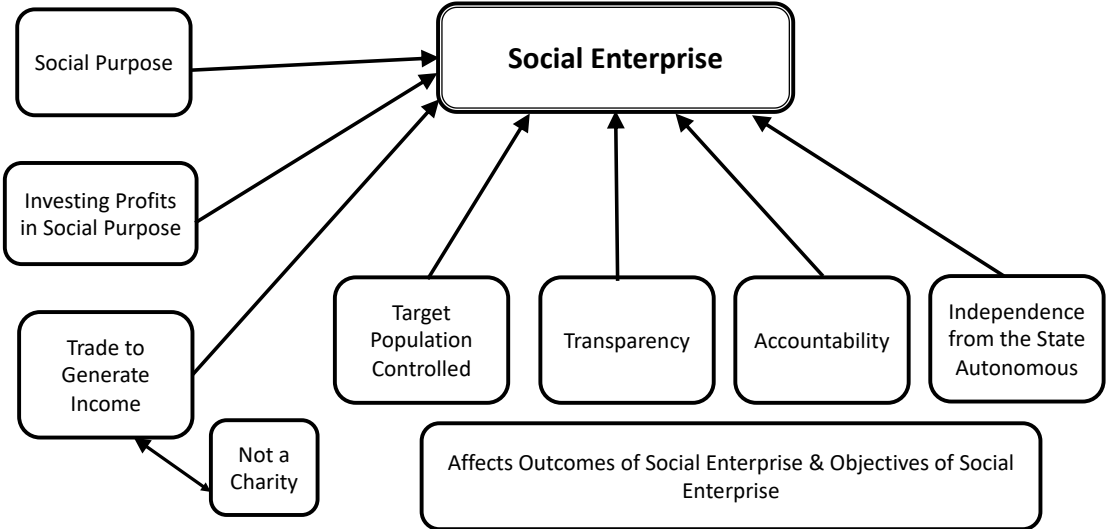 Social Enterprise
Social Purpose
Investing Profits
in Social Purpose
Trade to
Generate
Income
Not a
Charity
Target
Population
Controlled
Transparency
Accountability
Independence
from the State
Autonomous
Affects Outcomes of Social Enterprise & Objectives of Social
Enterprise